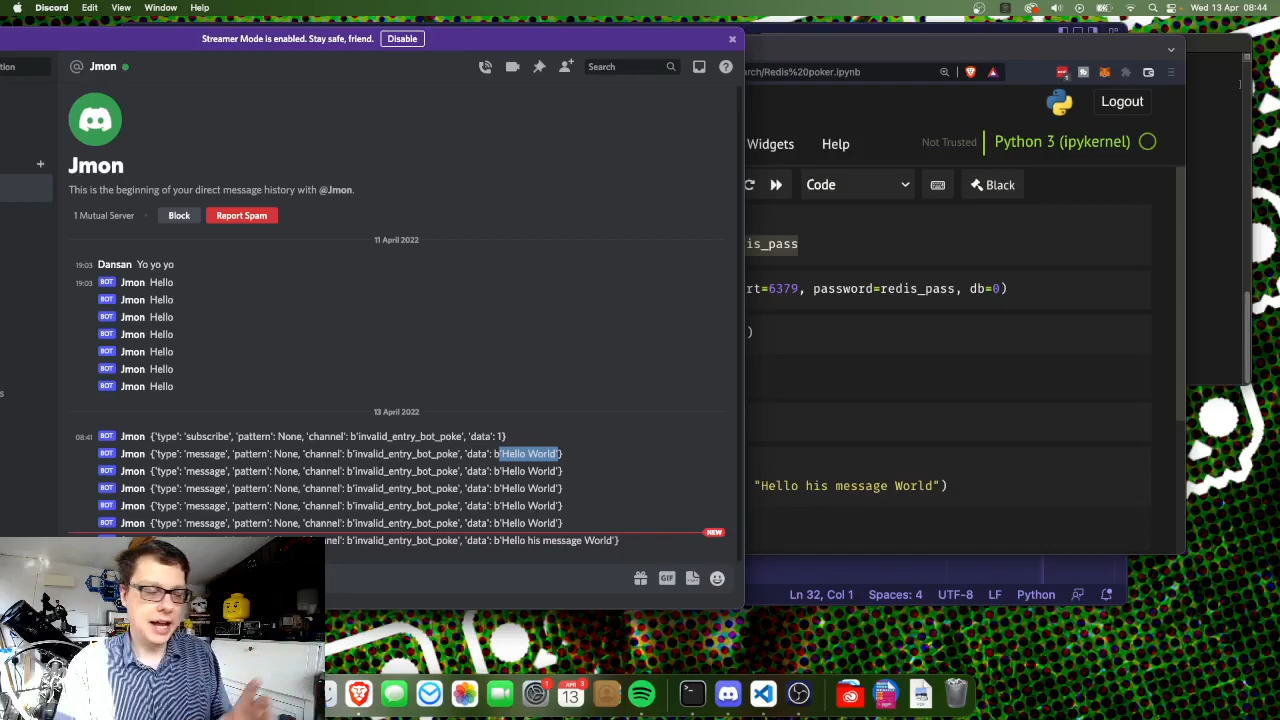 Discord Edit View Window Help
Wed 13 Apr 08:44
Streamer Mode is enabled. Stay safe, friend. Disable
tion
@ Jmon
Search
Jmon
This is the beginning of your direct message history with @Jmon.
1 Mutual Server Block Report Spam
11 April 2022
19:03 Dansan Yo yo yo
19:03 BOT Jmon Hello
BOT Jmon Hello
BOT Jmon Hello
BOT Jmon Hello
BOT Jmon Hello
BOT Jmon Hello
BOT Jmon Hello
13 April 2022
08:41 BOT Jmon {'type': 'subscribe', 'pattern': None, 'channel': b'invalid_entry_bot_poke', 'data': 1}
BOT Jmon {'type': 'message', 'pattern': None, 'channel': b'invalid_entry_bot_poke', 'data': b'Hello World'}
BOT Jmon {'type': 'message', 'pattern': None, 'channel': b'invalid_entry_bot_poke', 'data': b'Hello World'}
BOT Jmon {'type': 'message', 'pattern': None, 'channel': b'invalid_entry_bot_poke', 'data': b'Hello World'}
BOT Jmon {'type': 'message', 'pattern': None, 'channel': b'invalid_entry_bot_poke', 'data': b'Hello World'}
BOT Jmon {'type': 'message', 'pattern': None, 'channel': b'invalid_entry_bot_poke', 'data': b'Hello World'}
NEW
b'invalid_entry_bot_poke', 'data': b'Hello his message World'}
GIF
arch/Redis%20poker.ipynb
Logout
Widgets Help Not Trusted Python 3 (ipykernel)
Code Black
is_pass
rt=6379, password=redis_pass, db=0)
)
"Hello his message World")
Ln 32, Col 1 Spaces: 4 UTF-8 LF Python
APR 3
13